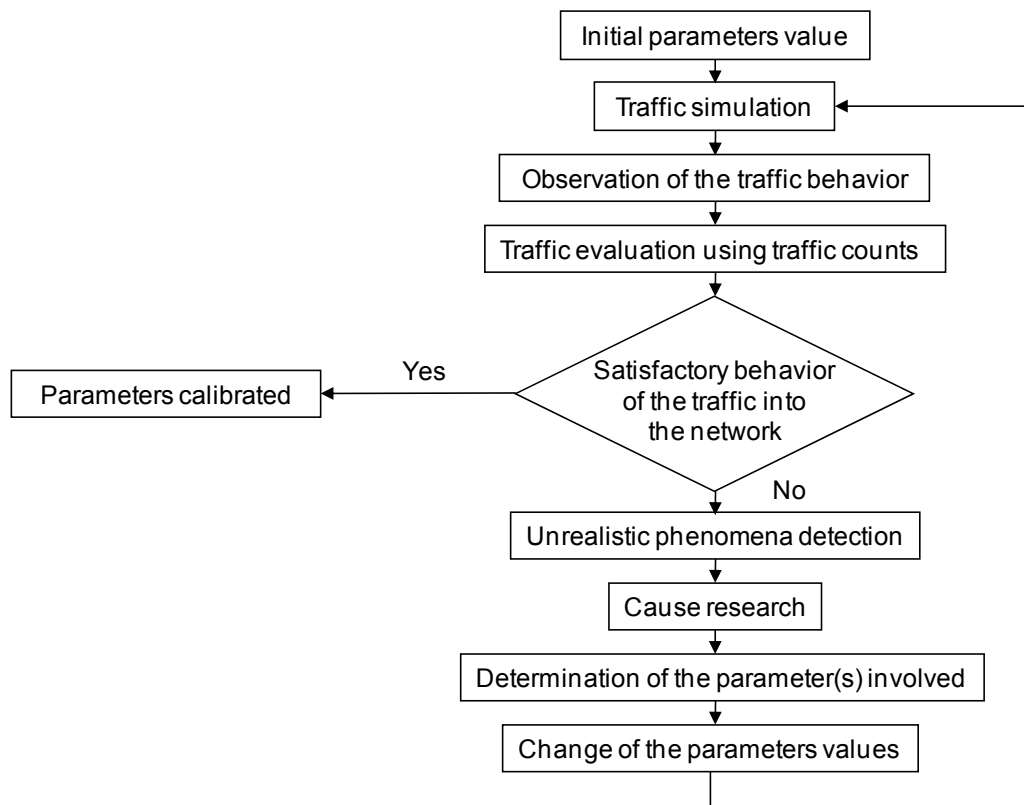 Initial parameters value
Traffic simulation
Observation of the traffic behavior
Traffic evaluation using traffic counts
Satisfactory behavior
of the traffic into
the network
Yes
Parameters calibrated
No
Unrealistic phenomena detection
Cause research
Determination of the parameter(s) involved
Change of the parameters values